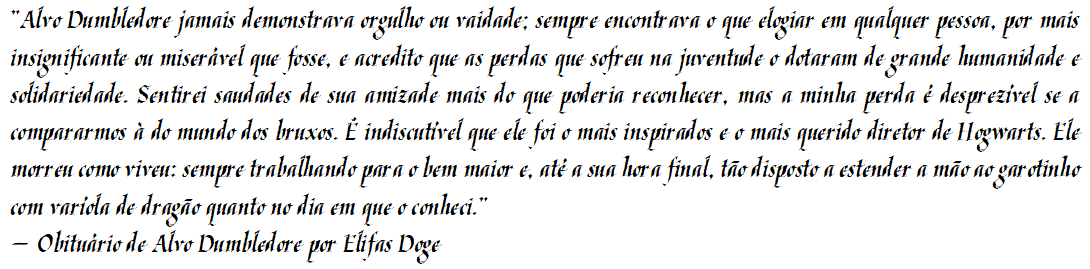 "Alvo Dumbledore jamais demonstrava orgulho ou vaidade; sempre encontrava o que elogiar em qualquer pessoa, por mais
insignificante ou miserável que fosse, e acredito que as perdas que sofreu na juventude o dotaram de grande humanidade e
solidariedade. Sentirei saudades de sua amizade mais do que poderia reconhecer, mas a minha perda é desprezível se a
compararmos à do mundo dos bruxos. É indiscutível que ele foi o mais inspirados e o mais querido diretor de Hogwarts. Ele
morreu como viveu: sempre trabalhando para o bem maior e, até a sua hora final, tão disposto a estender a mão ao garotinho
com varíola de dragão quanto no dia em que o conheci."
— Obituário de Alvo Dumbledore por Elifas Doge